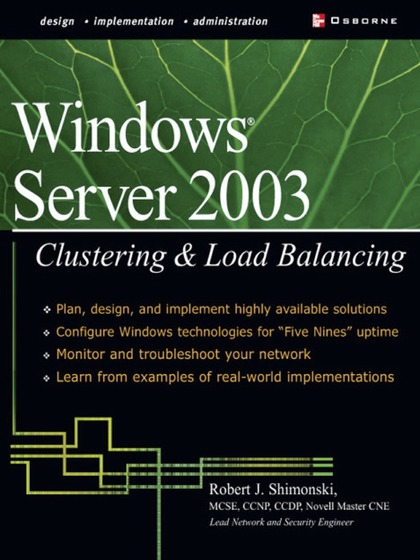 design • implementation • administration
OSBORNE
Windows®
Server 2003
Clustering & Load Balancing
Plan, design, and implement highly available solutions
Configure Windows technologies for “Five Nines” uptime
Monitor and troubleshoot your network
Learn from examples of real-world implementations
Robert J. Shimonski,
MCSE, CCNP, CCDP, Novell Master CNE
Lead Network and Security Engineer